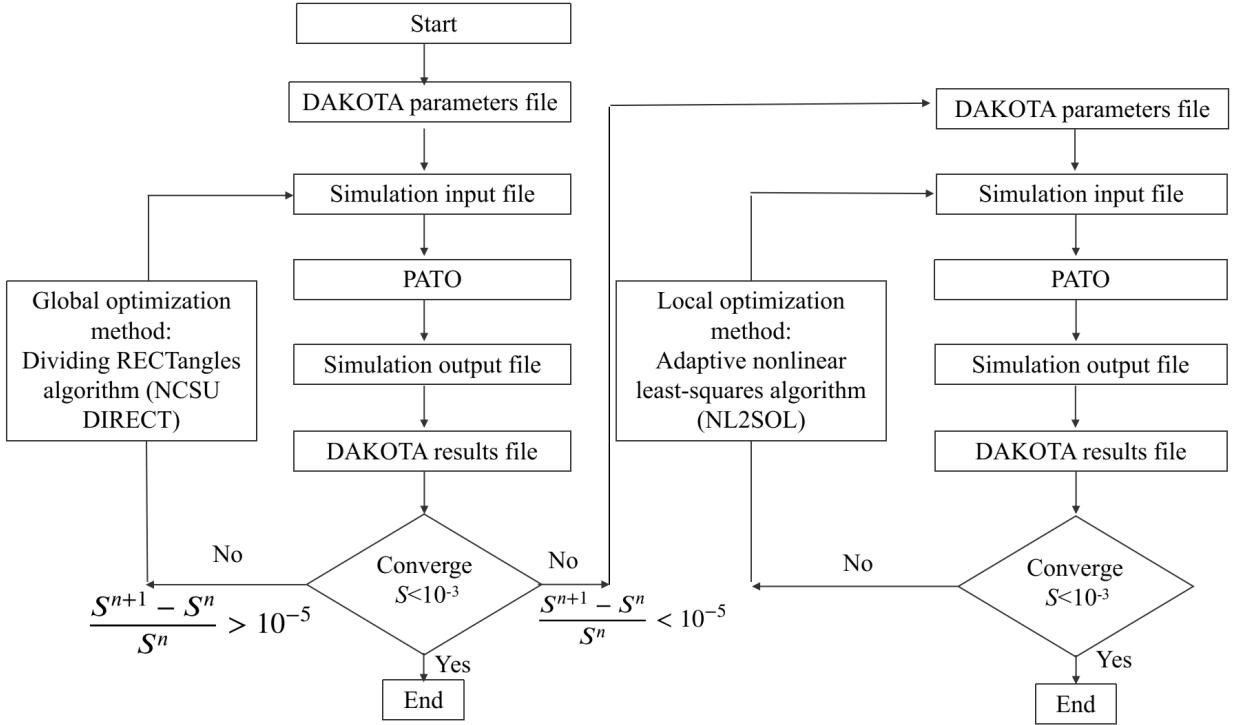 Start
DAKOTA parameters file
Simulation input file
PATO
Simulation output file
DAKOTA results file
Converge
S<10⁻³
Global optimization
method:
Dividing RECTangles
algorithm (NCSU
DIRECT)
No
(Sⁿ⁺¹ − Sⁿ)/Sⁿ > 10⁻⁵
No
(Sⁿ⁺¹ − Sⁿ)/Sⁿ < 10⁻⁵
Yes
End
DAKOTA parameters file
Simulation input file
PATO
Simulation output file
DAKOTA results file
Converge
S<10⁻³
Local optimization
method:
Adaptive nonlinear
least-squares algorithm
(NL2SOL)
No
Yes
End